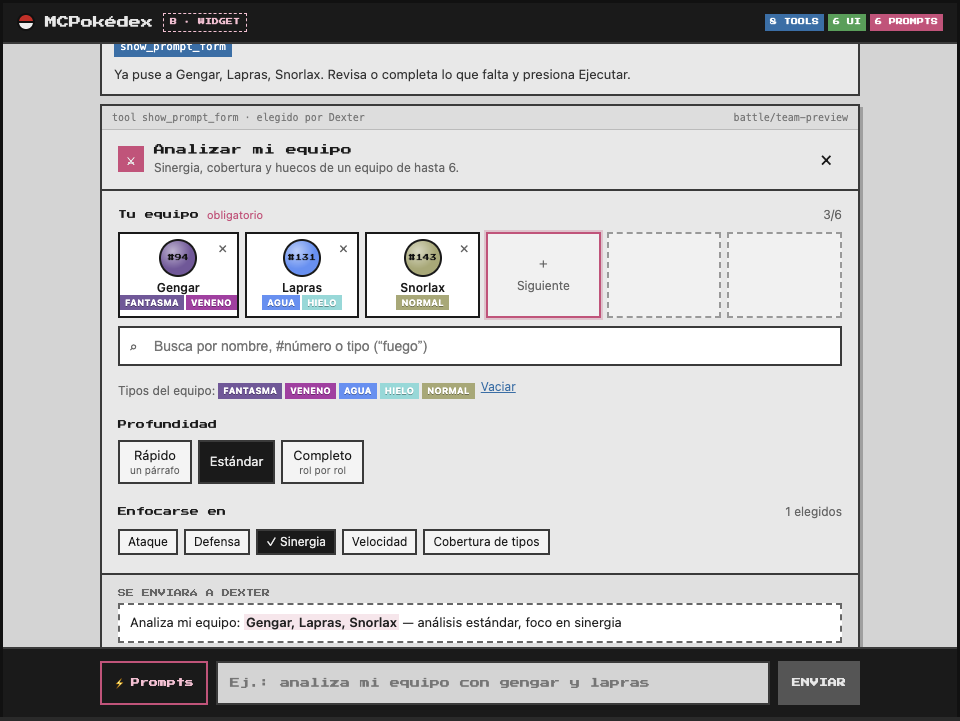 MCPokédex B · WIDGET 8 TOOLS 6 UI 6 PROMPTS
show_prompt_form
Ya puse a Gengar, Lapras, Snorlax. Revisa o completa lo que falta y presiona Ejecutar.
tool show_prompt_form · elegido por Dexter battle/team-preview
⚔ Analizar mi equipo ×
Sinergia, cobertura y huecos de un equipo de hasta 6.
Tu equipo obligatorio 3/6
#94 × #131 × #143 ×
+
Gengar Lapras Snorlax Siguiente
FANTASMA VENENO AGUA HIELO NORMAL
Busca por nombre, #número o tipo (“fuego”)
Tipos del equipo: FANTASMA VENENO AGUA HIELO NORMAL Vaciar
Profundidad
Rápido Estándar Completo
un párrafo rol por rol
Enfocarse en 1 elegidos
Ataque Defensa ✓ Sinergia Velocidad Cobertura de tipos
SE ENVIARÁ A DEXTER
Analiza mi equipo: Gengar, Lapras, Snorlax — análisis estándar, foco en sinergia
⚡ Prompts Ej.: analiza mi equipo con gengar y lapras ENVIAR